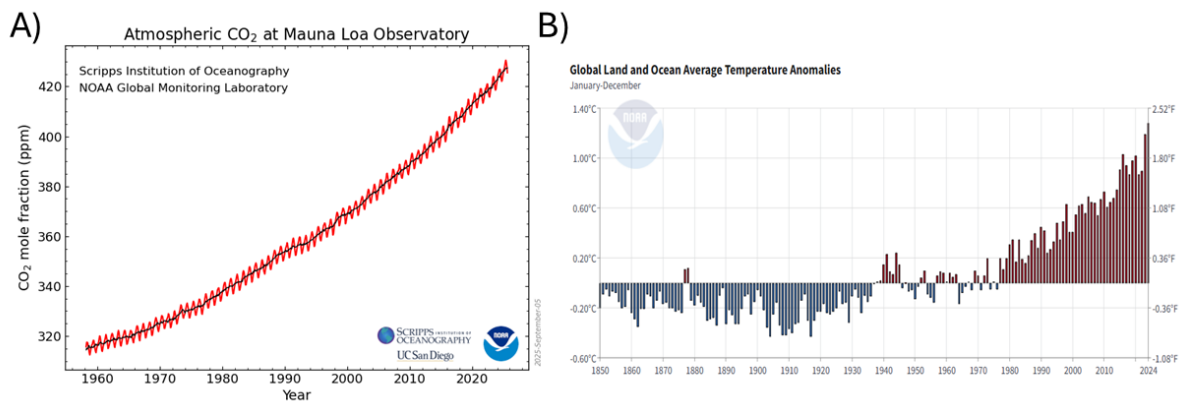 A)
Atmospheric CO₂ at Mauna Loa Observatory
Scripps Institution of Oceanography
NOAA Global Monitoring Laboratory
CO₂ mole fraction (ppm)
420
400
380
360
340
320
1960 1970 1980 1990 2000 2010 2020
Year
SCRIPPS INSTITUTION OF
OCEANOGRAPHY
UC San Diego
NOAA
2025-September-05
B)
Global Land and Ocean Average Temperature Anomalies
January-December
NOAA
1.40°C 2.52°F
1.00°C 1.80°F
0.60°C 1.08°F
0.20°C 0.36°F
-0.20°C -0.36°F
-0.60°C -1.08°F
1850 1860 1870 1880 1890 1900 1910 1920 1930 1940 1950 1960 1970 1980 1990 2000 2010 2024